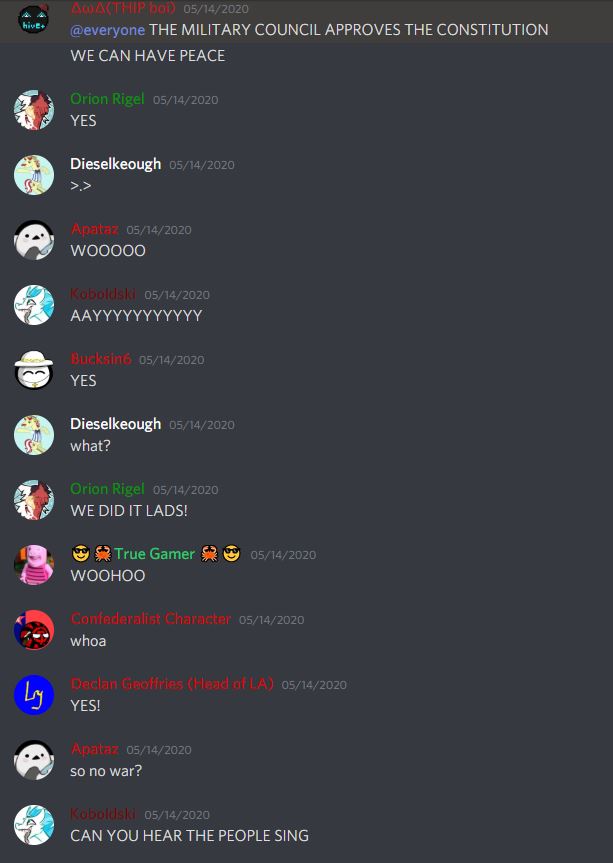 ΔωΔ(THIP boi) 05/14/2020
@everyone THE MILITARY COUNCIL APPROVES THE CONSTITUTION
WE CAN HAVE PEACE
Orion Rigel 05/14/2020
YES
Dieselkeough 05/14/2020
>.>
Apataz 05/14/2020
WOOOOO
Koboldski 05/14/2020
AAYYYYYYYYYYY
Bucksin6 05/14/2020
YES
Dieselkeough 05/14/2020
what?
Orion Rigel 05/14/2020
WE DID IT LADS!
😎 🦀 True Gamer 🦀 😎 05/14/2020
WOOHOO
Confederalist Character 05/14/2020
whoa
Declan Geoffries (Head of LA) 05/14/2020
YES!
Apataz 05/14/2020
so no war?
Koboldski 05/14/2020
CAN YOU HEAR THE PEOPLE SING